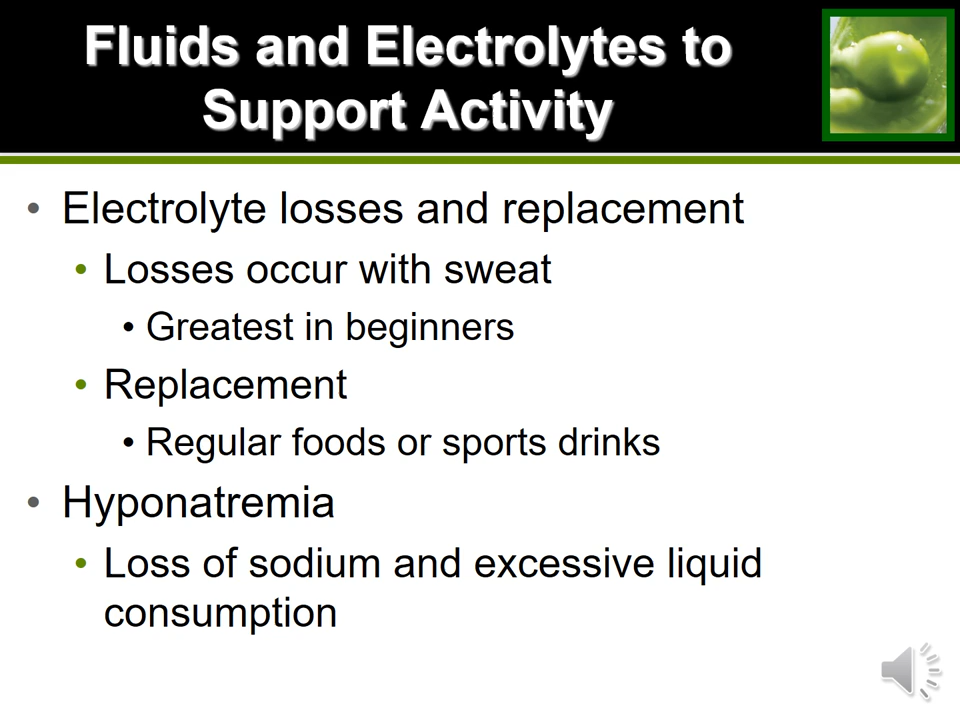 Fluids and Electrolytes to
Support Activity
• Electrolyte losses and replacement
• Losses occur with sweat
• Greatest in beginners
• Replacement
• Regular foods or sports drinks
• Hyponatremia
• Loss of sodium and excessive liquid
consumption